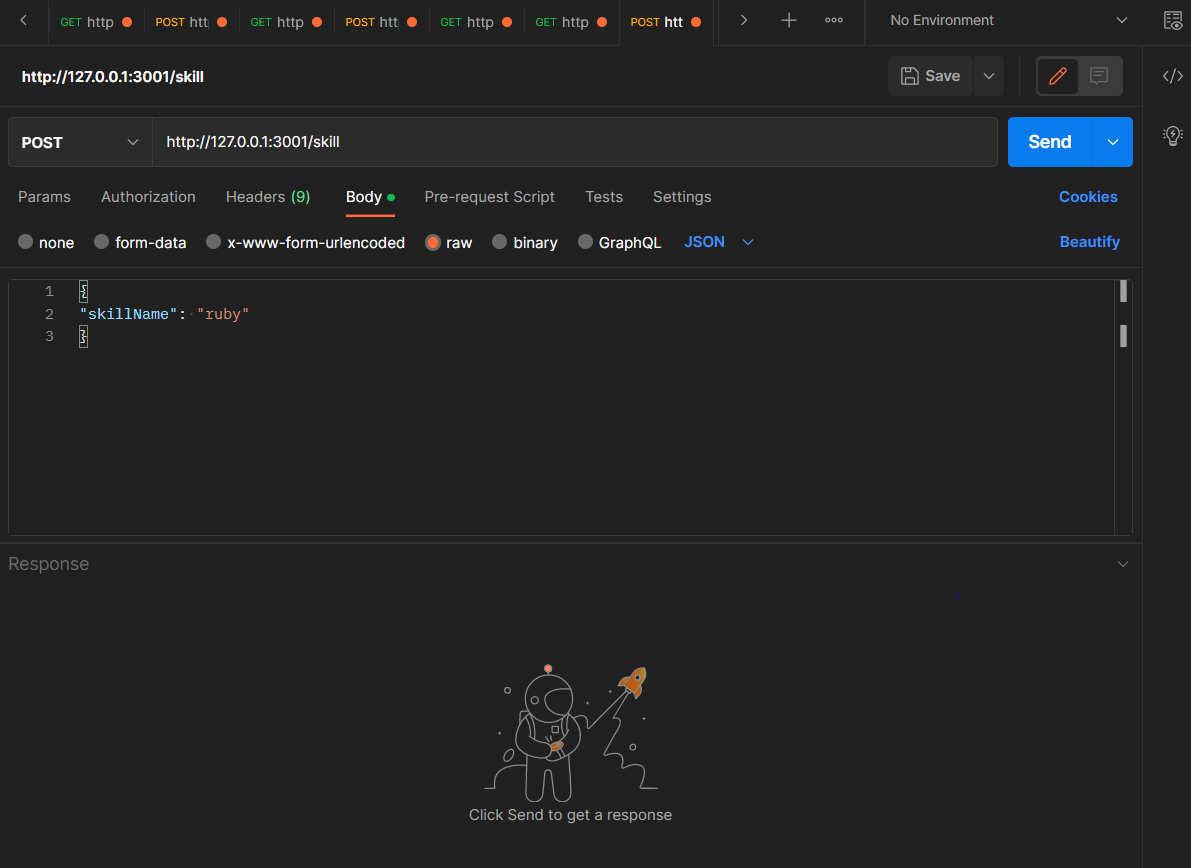 GET http POST htt GET http POST htt GET http GET http POST htt No Environment
http://127.0.0.1:3001/skill Save
POST http://127.0.0.1:3001/skill Send
Params Authorization Headers (9) Body Pre-request Script Tests Settings Cookies
none form-data x-www-form-urlencoded raw binary GraphQL JSON Beautify
1 {
2 "skillName": "ruby"
3 }
Response
Click Send to get a response